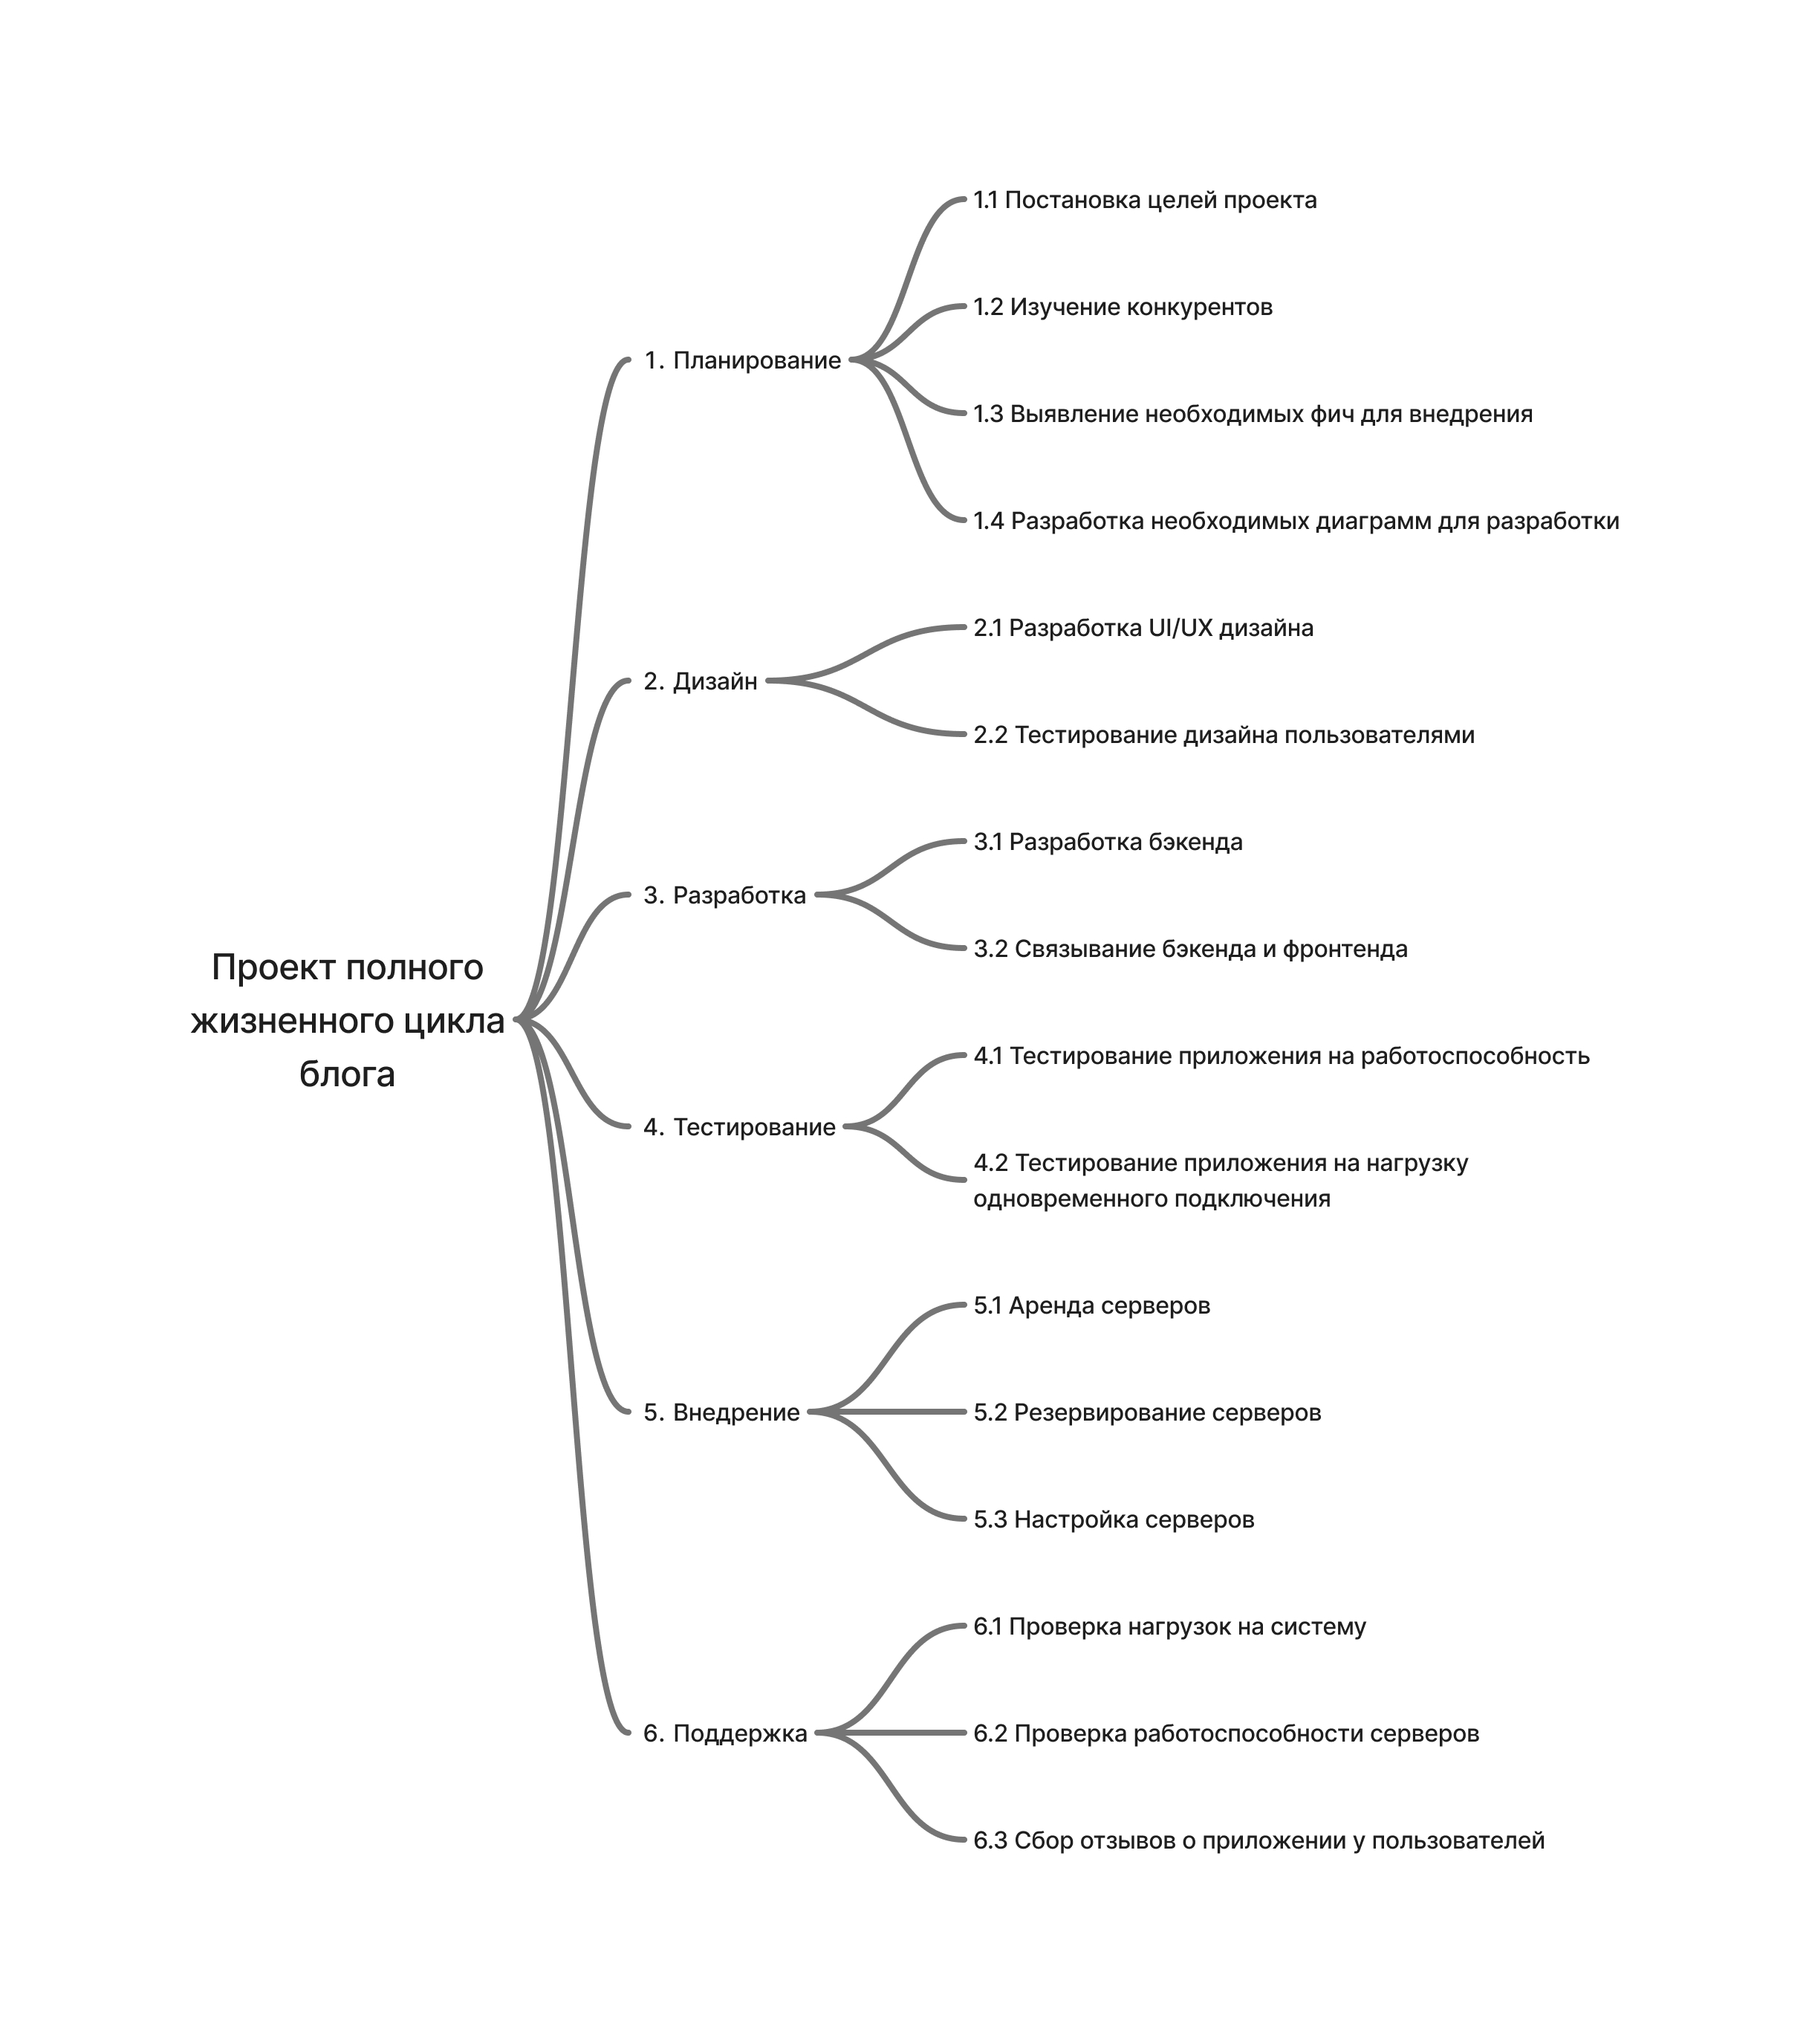 Проект полного
жизненного цикла
блога
1. Планирование
1.1 Постановка целей проекта
1.2 Изучение конкурентов
1.3 Выявление необходимых фич для внедрения
1.4 Разработка необходимых диаграмм для разработки
2. Дизайн
2.1 Разработка UI/UX дизайна
2.2 Тестирование дизайна пользователями
3. Разработка
3.1 Разработка бэкенда
3.2 Связывание бэкенда и фронтенда
4. Тестирование
4.1 Тестирование приложения на работоспособность
4.2 Тестирование приложения на нагрузку
одновременного подключения
5. Внедрение
5.1 Аренда серверов
5.2 Резервирование серверов
5.3 Настройка серверов
6. Поддержка
6.1 Проверка нагрузок на систему
6.2 Проверка работоспособности серверов
6.3 Сбор отзывов о приложении у пользователей